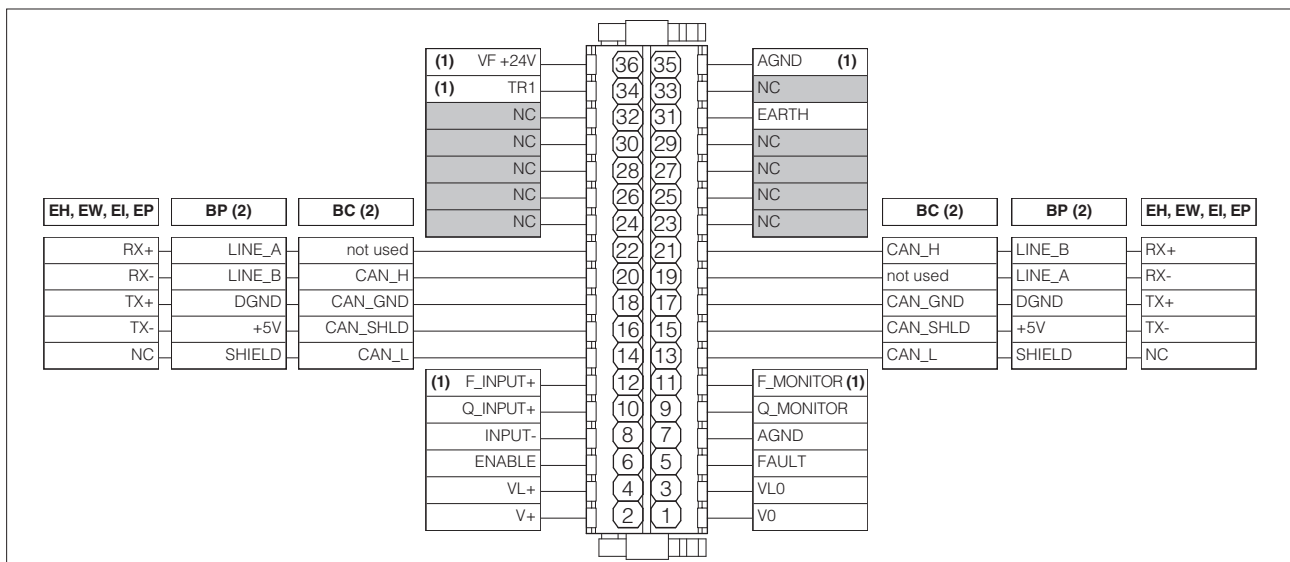 (1) VF +24V 36 35 AGND (1)
(1) TR1 34 33 NC
NC 32 31 EARTH
NC 30 29 NC
NC 28 27 NC
NC 26 25 NC
NC 24 23 NC
EH, EW, EI, EP BP (2) BC (2) BC (2) BP (2) EH, EW, EI, EP
RX+ LINE_A not used 22 21 CAN_H LINE_B RX+
RX- LINE_B CAN_H 20 19 not used LINE_A RX-
TX+ DGND CAN_GND 18 17 CAN_GND DGND TX+
TX- +5V CAN_SHLD 16 15 CAN_SHLD +5V TX-
NC SHIELD CAN_L 14 13 CAN_L SHIELD NC
(1) F_INPUT+ 12 11 F_MONITOR (1)
Q_INPUT+ 10 9 Q_MONITOR
INPUT- 8 7 AGND
ENABLE 6 5 FAULT
VL+ 4 3 VL0
V+ 2 1 V0